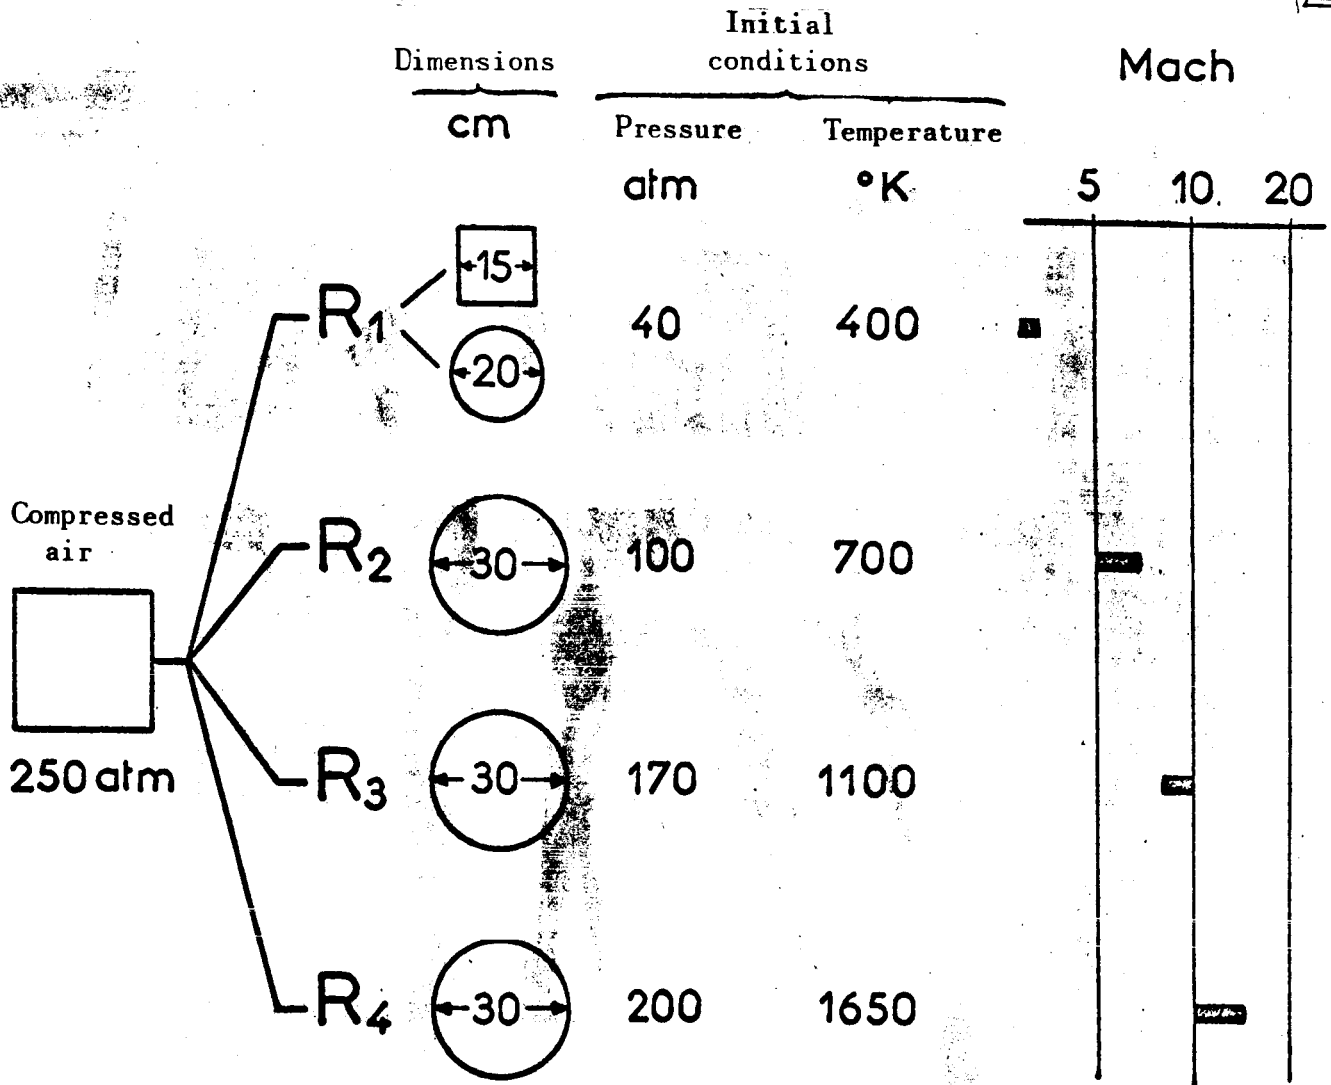 Initial
Dimensions conditions Mach
cm Pressure Temperature
atm °K 5 10. 20
15
R1 40 400
20
Compressed
air
R2 30 100 700
250 atm R3 30 170 1100
R4 30 200 1650